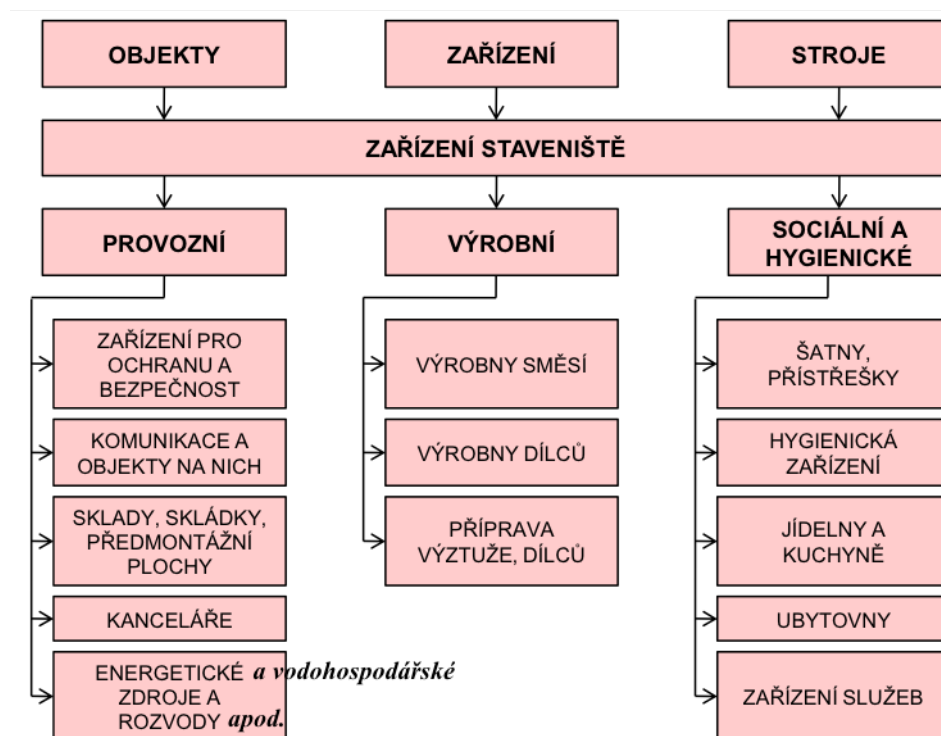 OBJEKTY
ZAŘÍZENÍ
STROJE
ZAŘÍZENÍ STAVENIŠTĚ
PROVOZNÍ
VÝROBNÍ
SOCIÁLNÍ A
HYGIENICKÉ
ZAŘÍZENÍ PRO
OCHRANU A
BEZPEČNOST
KOMUNIKACE A
OBJEKTY NA NICH
SKLADY, SKLÁDKY,
PŘEDMONTÁŽNÍ
PLOCHY
KANCELÁŘE
ENERGETICKÉ a vodohospodářské
ZDROJE A
ROZVODY apod.
VÝROBNY SMĚSÍ
VÝROBNY DÍLCŮ
PŘÍPRAVA
VÝZTUŽE, DÍLCŮ
ŠATNY,
PŘÍSTŘEŠKY
HYGIENICKÁ
ZAŘÍZENÍ
JÍDELNY A
KUCHYNĚ
UBYTOVNY
ZAŘÍZENÍ SLUŽEB